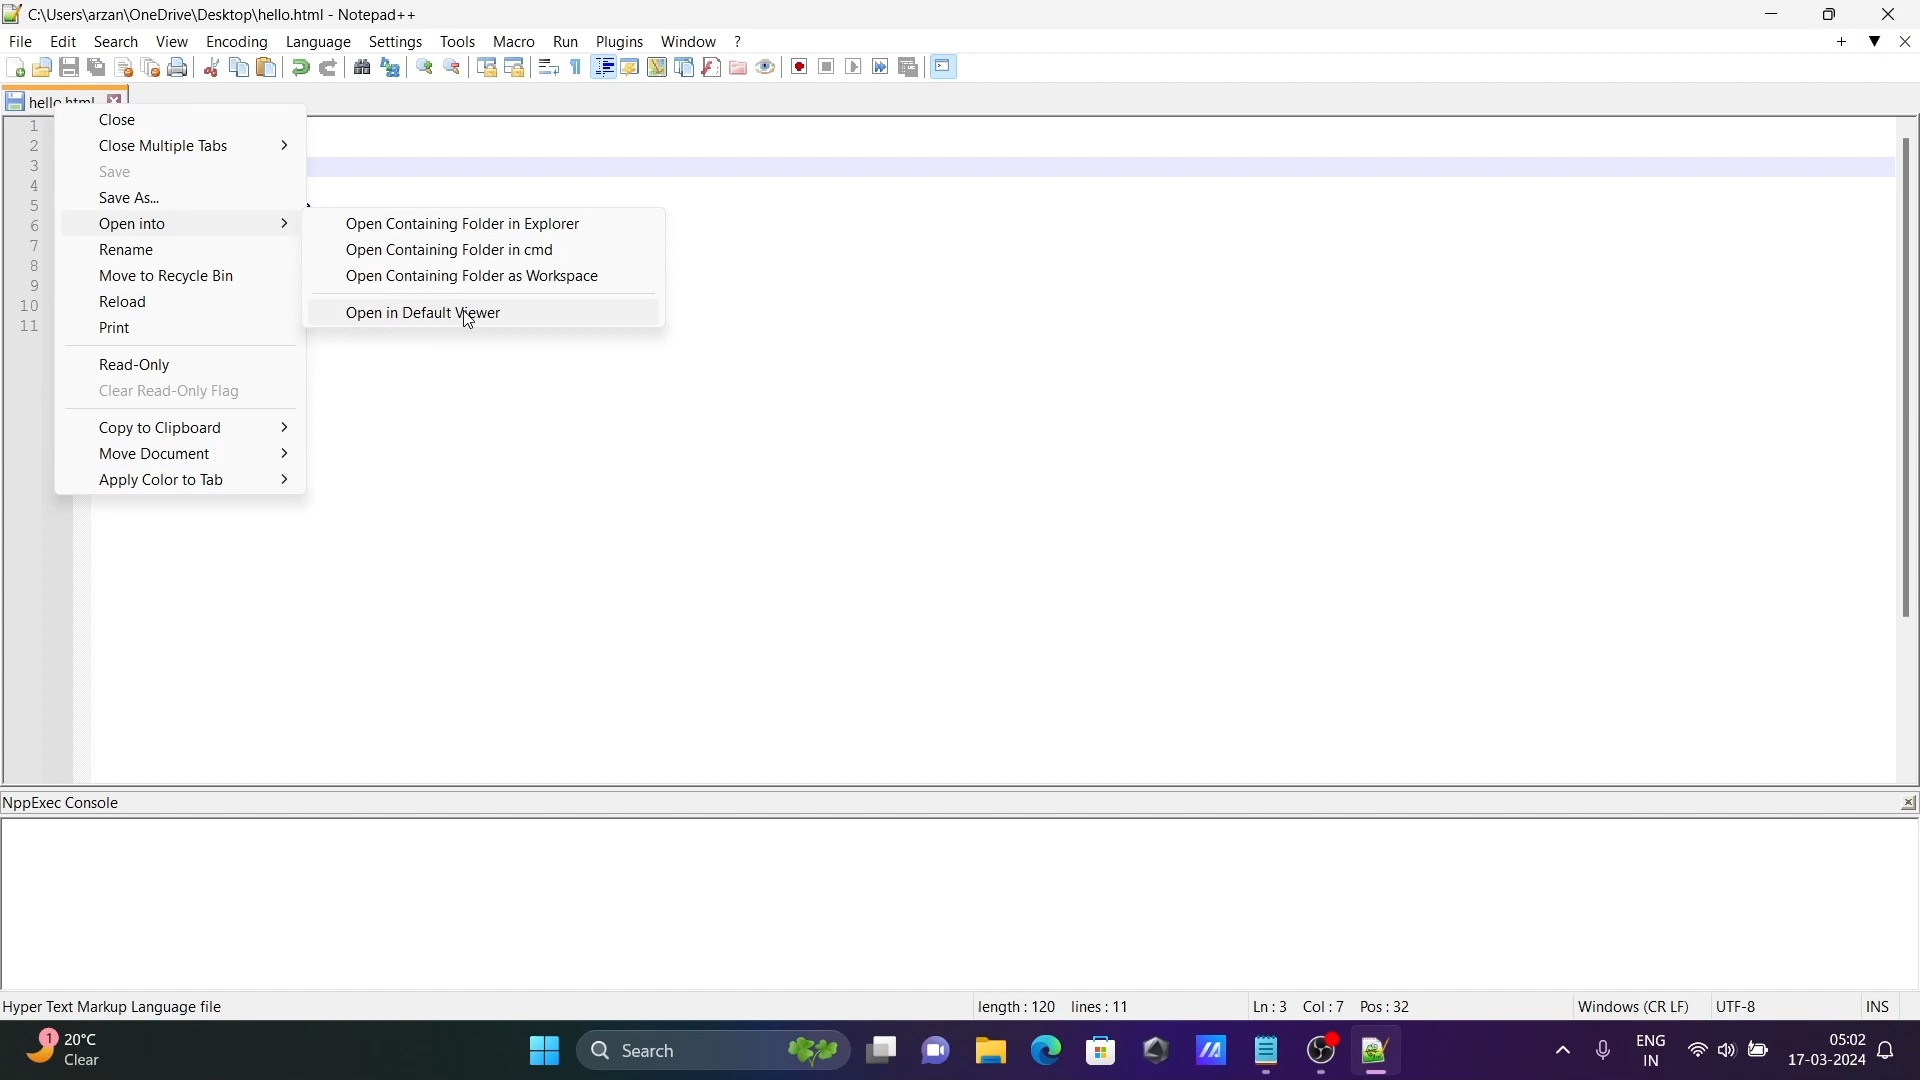 C:\Users\arzan\OneDrive\Desktop\hello.html - Notepad++
File Edit Search View Encoding Language Settings Tools Macro Run Plugins Window ?
hello.html
1
2
3
4
5
6
7
8
9
10
11
Close
Close Multiple Tabs
Save
Save As...
Open into
Rename
Move to Recycle Bin
Reload
Print
Read-Only
Clear Read-Only Flag
Copy to Clipboard
Move Document
Apply Color to Tab
Open Containing Folder in Explorer
Open Containing Folder in cmd
Open Containing Folder as Workspace
Open in Default Viewer
NppExec Console
Hyper Text Markup Language file length : 120 lines : 11 Ln : 3 Col : 7 Pos : 32 Windows (CR LF) UTF-8 INS
1
20°C
Clear
Search
ENG
IN
05:02
17-03-2024